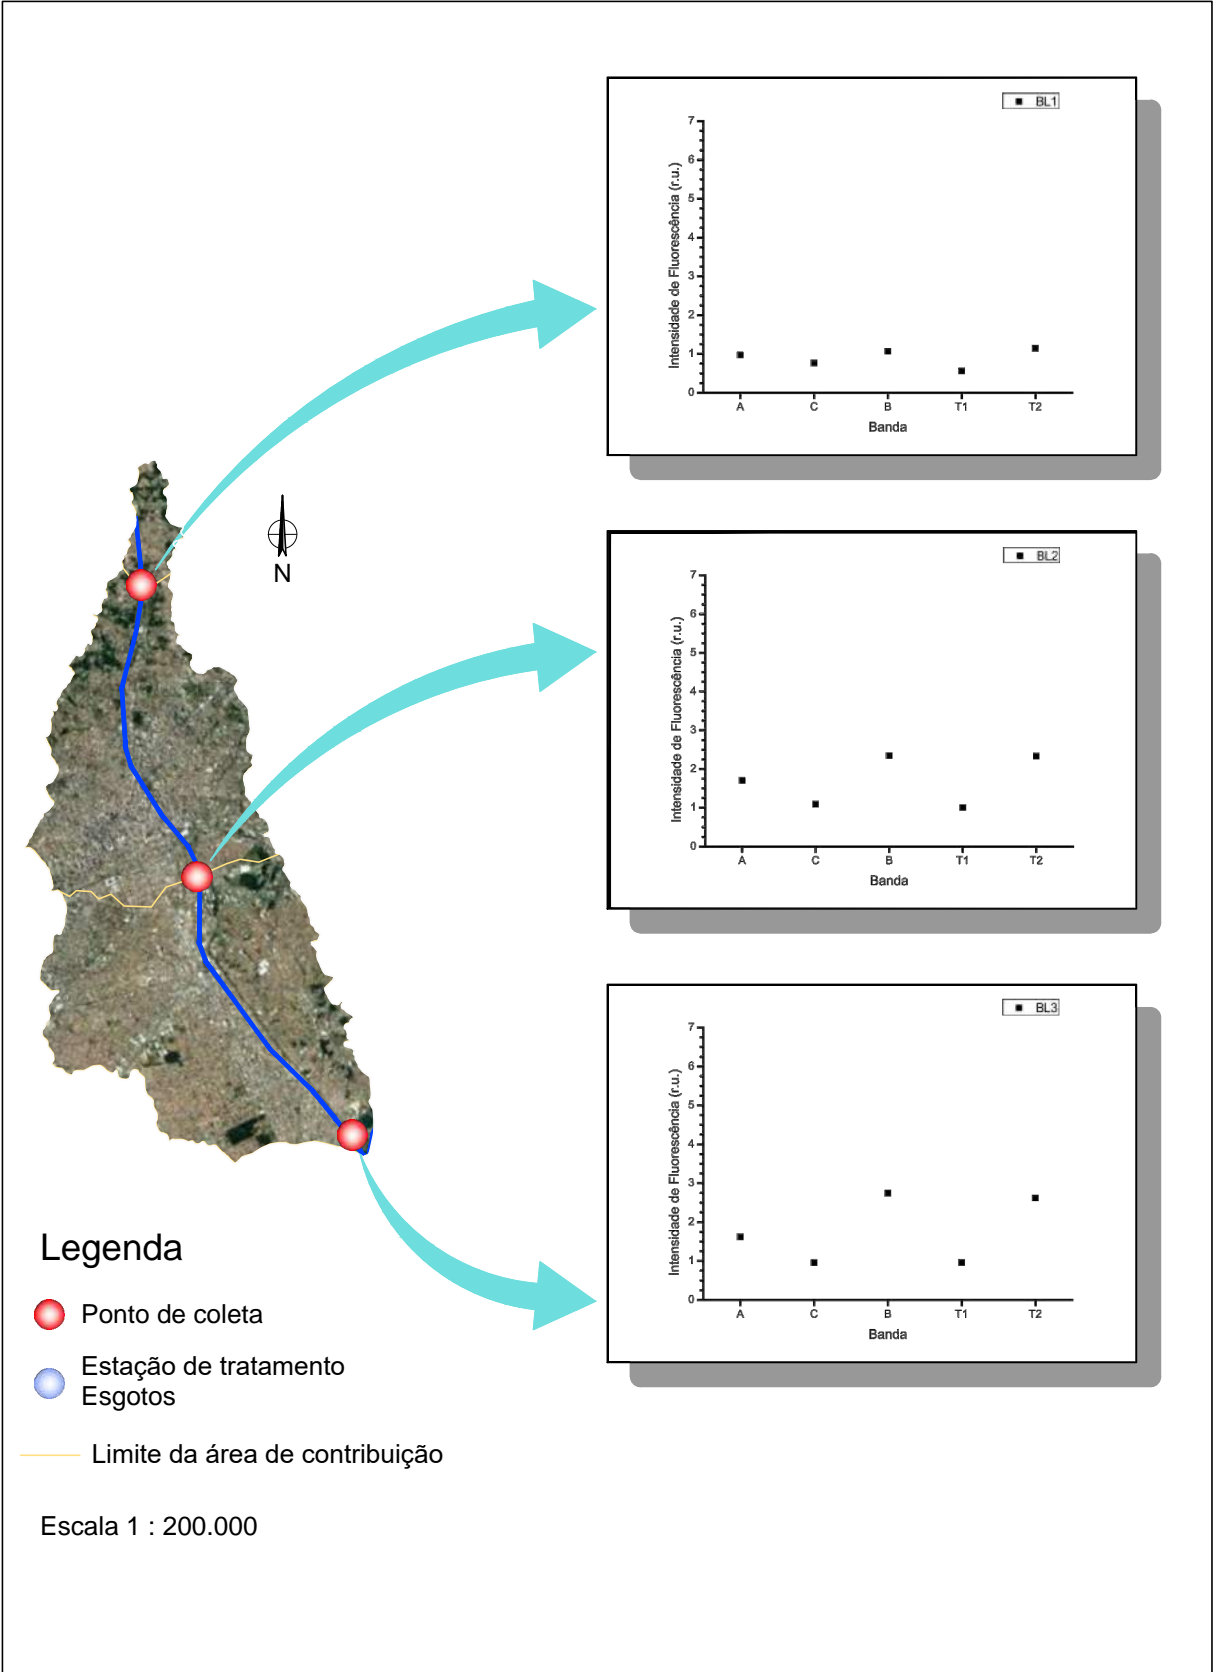 BL1
7
6
5
4
3
2
1
0
Intensidade de Fluorescência (r.u.)
A C B T1 T2
Banda
N
BL2
7
6
5
4
3
2
1
0
Intensidade de Fluorescência (r.u.)
A C B T1 T2
Banda
BL3
7
6
5
4
3
2
1
0
Intensidade de Fluorescência (r.u.)
A C B T1 T2
Banda
Legenda
Ponto de coleta
Estação de tratamento
Esgotos
Limite da área de contribuição
Escala 1 : 200.000